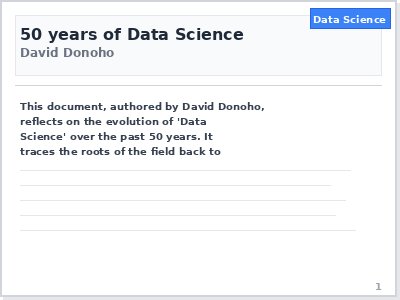 Data Science
50 years of Data Science
David Donoho
This document, authored by David Donoho,
reflects on the evolution of 'Data
Science' over the past 50 years. It
traces the roots of the field back to
1